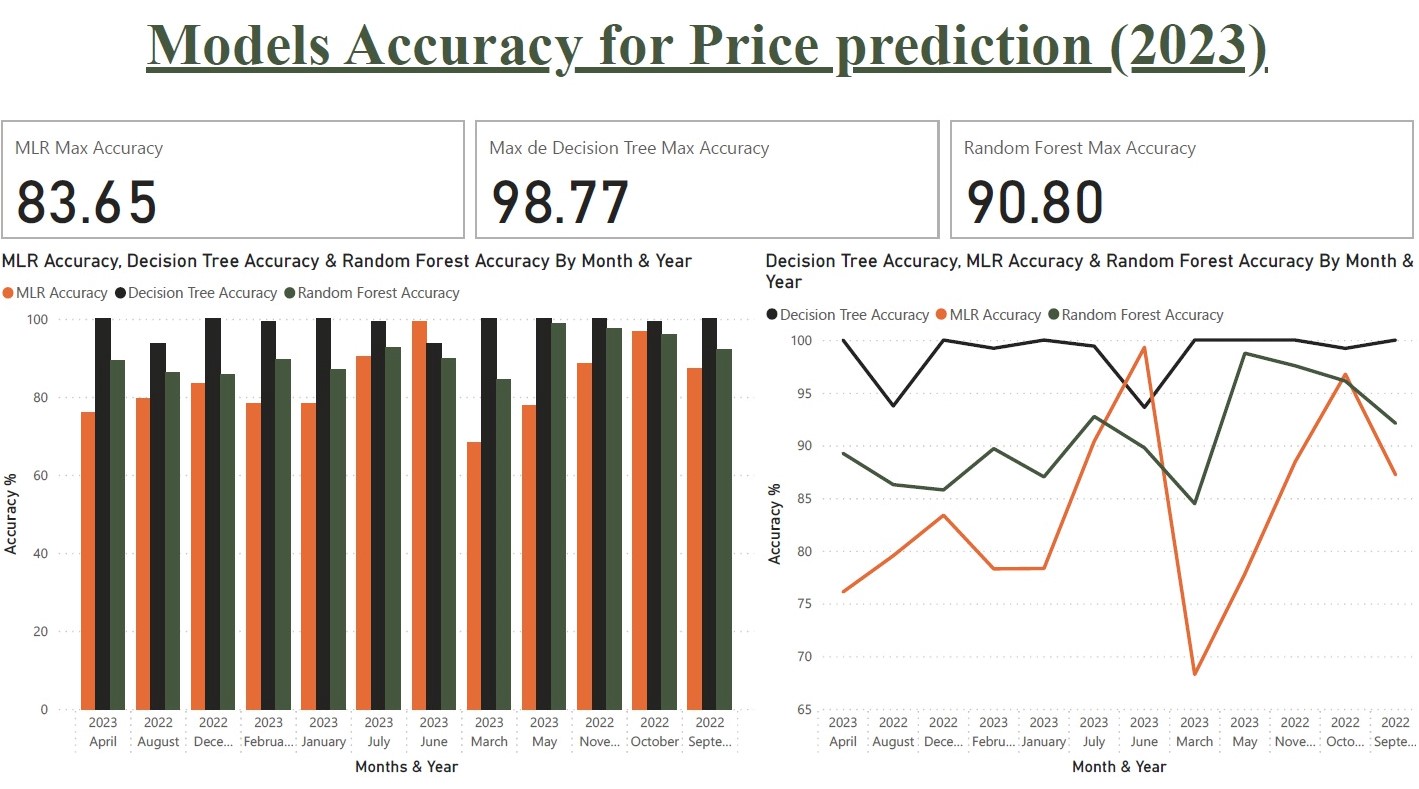 Models Accuracy for Price prediction (2023)
MLR Max Accuracy
83.65
Max de Decision Tree Max Accuracy
98.77
Random Forest Max Accuracy
90.80
MLR Accuracy, Decision Tree Accuracy & Random Forest Accuracy By Month & Year
MLR Accuracy Decision Tree Accuracy Random Forest Accuracy
100
80
60
40
20
0
Accuracy %
2023 2022 2022 2023 2023 2023 2023 2023 2023 2022 2022 2022
April August Dece... Februa... January July June March May Nove... October Septe...
Months & Year
Decision Tree Accuracy, MLR Accuracy & Random Forest Accuracy By Month &
Year
Decision Tree Accuracy MLR Accuracy Random Forest Accuracy
100
95
90
85
80
75
70
65
Accuracy %
2023 2022 2022 2023 2023 2023 2023 2023 2023 2022 2022 2022
April August Dece... Febru... January July June March May Nove... Octo... Septe...
Month & Year